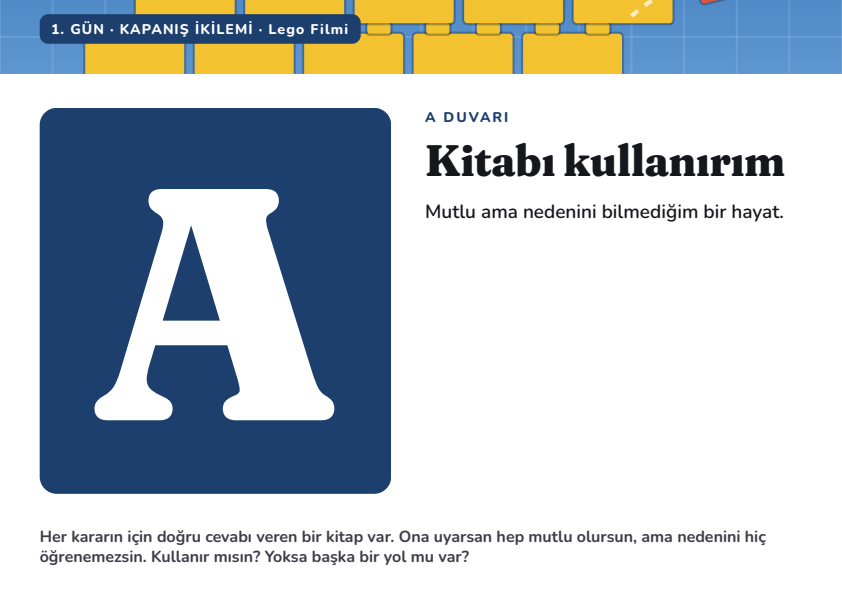 1. GÜN · KAPANIŞ İKİLEMİ · Lego Filmi
A DUVARI
Kitabı kullanırım
Mutlu ama nedenini bilmediğim bir hayat.
A
Her kararın için doğru cevabı veren bir kitap var. Ona uyarsan hep mutlu olursun, ama nedenini hiç
öğrenemezsin. Kullanır mısın? Yoksa başka bir yol mu var?